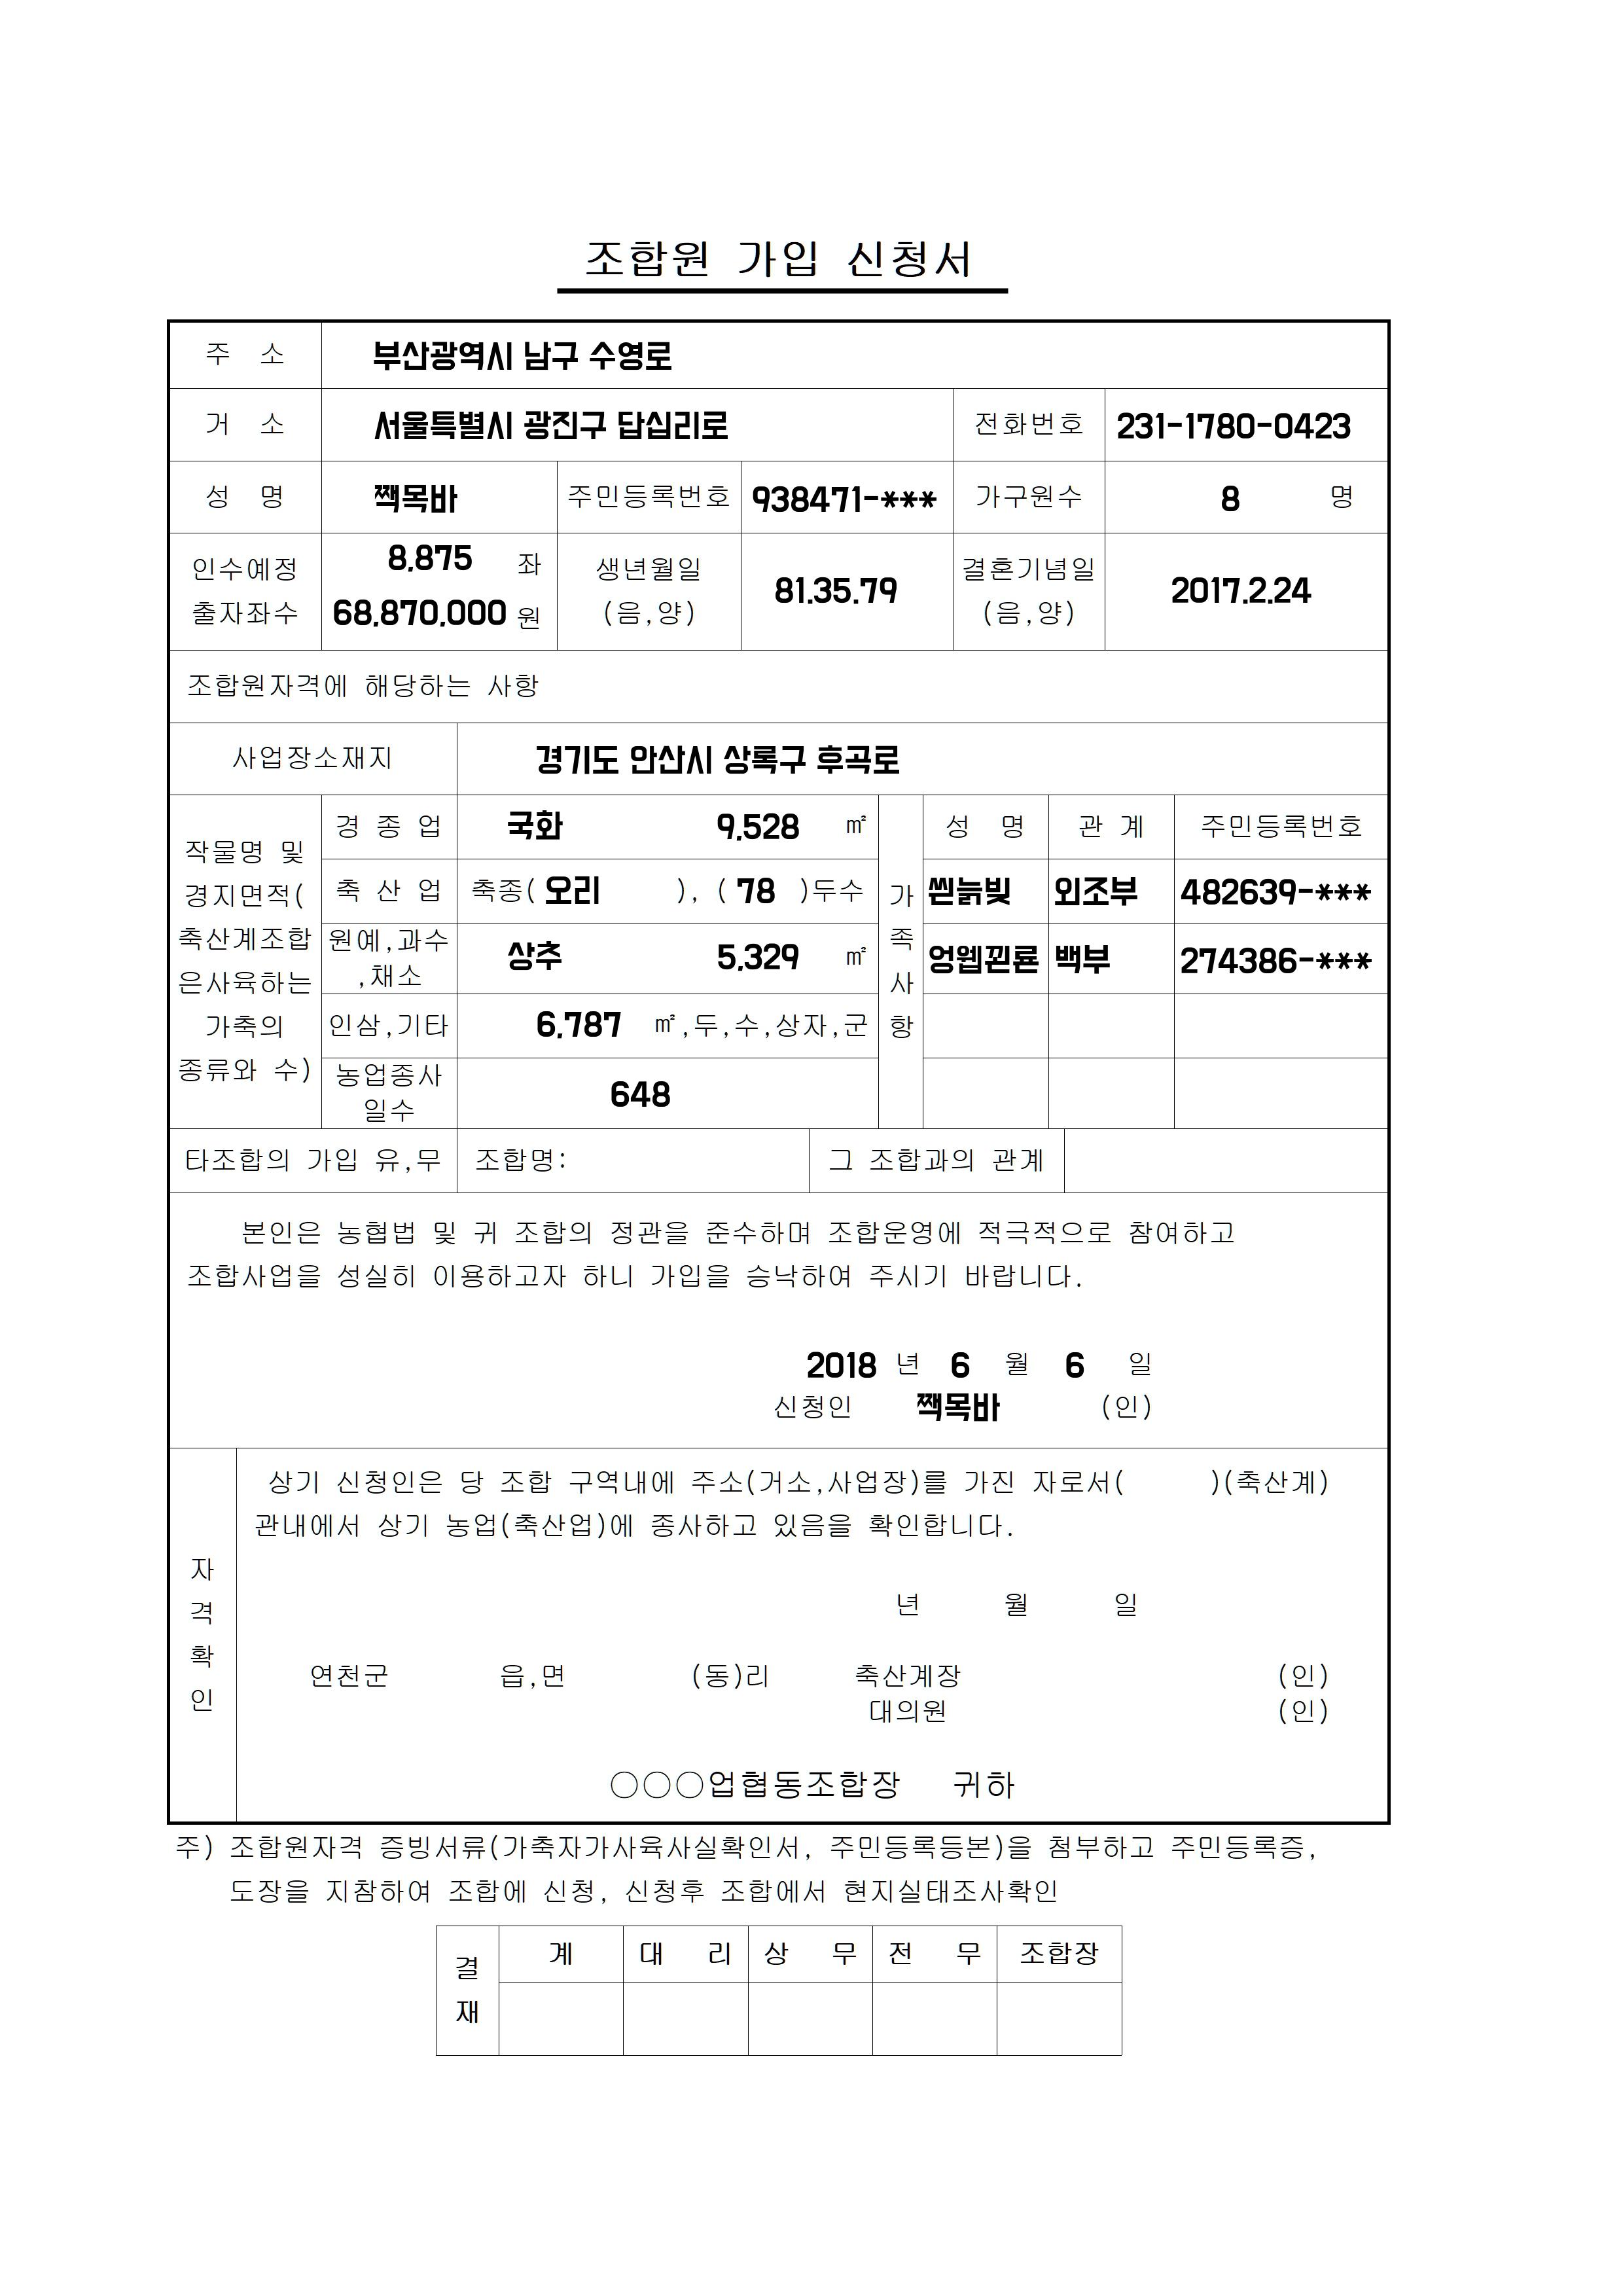 조합원 가입 신청서
주 소 부산광역시 남구 수영로
거 소 서울특별시 광진구 답십리로 전화번호 231-1780-0423
성 명 짹목바 주민등록번호 938471-*** 가구원수 8 명
인수예정 출자좌수 8,875 좌 68,870,000 원 생년월일 (음,양) 81.35.79 결혼기념일 (음,양) 2017.2.24
조합원자격에 해당하는 사항
사업장소재지 경기도 안산시 상록구 후곡로
작물명 및
경지면적(
축산계조합
은사육하는
가축의
종류와 수)
경 종 업 국화 9,528 ㎡
축 산 업 축종( 오리 ), ( 78 )두수
원예,과수
,채소 상추 5,329 ㎡
인삼,기타 6,787 ㎡,두,수,상자,군
농업종사
일수 648
가족사항
성 명 관 계 주민등록번호
씐늙빛 외조부 482639-***
엉웹꾄룐 백부 274386-***
타조합의 가입 유,무 조합명: 그 조합과의 관계
본인은 농협법 및 귀 조합의 정관을 준수하며 조합운영에 적극적으로 참여하고
조합사업을 성실히 이용하고자 하니 가입을 승낙하여 주시기 바랍니다.
2018 년 6 월 6 일
신청인 짹목바 (인)
자격확인
상기 신청인은 당 조합 구역내에 주소(거소,사업장)를 가진 자로서( )(축산계)
관내에서 상기 농업(축산업)에 종사하고 있음을 확인합니다.
년 월 일
연천군 읍,면 (동)리 축산계장 (인)
대의원 (인)
○○○업협동조합장 귀하
주) 조합원자격 증빙서류(가축자가사육사실확인서, 주민등록등본)을 첨부하고 주민등록증,
도장을 지참하여 조합에 신청, 신청후 조합에서 현지실태조사확인
결재 계 대 리 상 무 전 무 조합장